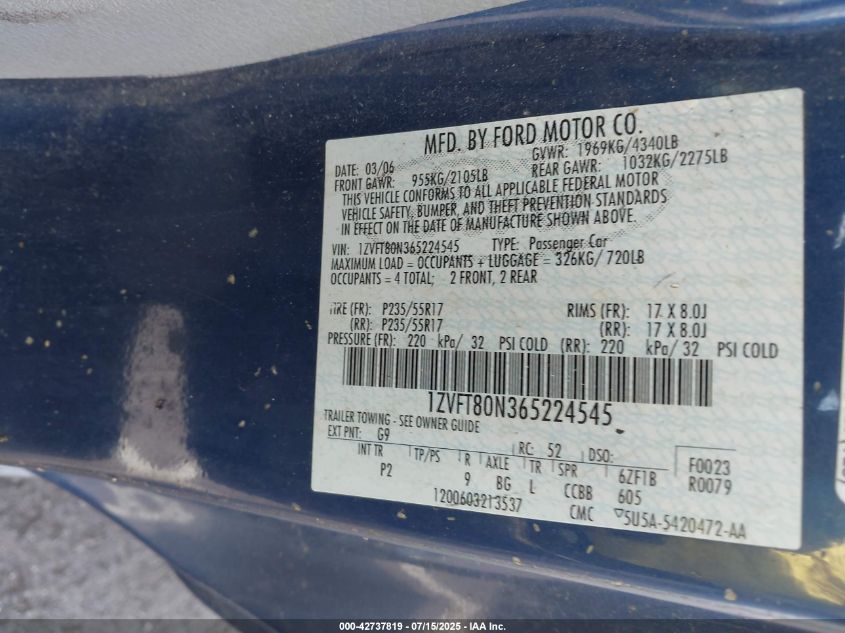 MFD. BY FORD MOTOR CO.
DATE: 03/06 GVWR: 1969KG/4340LB
FRONT GAWR: 955KG/2105LB REAR GAWR: 1032KG/2275LB
THIS VEHICLE CONFORMS TO ALL APPLICABLE FEDERAL MOTOR
VEHICLE SAFETY, BUMPER, AND THEFT PREVENTION STANDARDS
IN EFFECT ON THE DATE OF MANUFACTURE SHOWN ABOVE.
VIN: 1ZVFT80N365224545 TYPE: Passenger Car
MAXIMUM LOAD = OCCUPANTS + LUGGAGE = 326KG/720LB
OCCUPANTS = 4 TOTAL; 2 FRONT, 2 REAR
TIRE (FR): P235/55R17 RIMS (FR): 17 X 8.0J
(RR): P235/55R17 (RR): 17 X 8.0J
PRESSURE (FR): 220 kPa/ 32 PSI COLD (RR): 220 kPa/ 32 PSI COLD
1ZVFT80N365224545
TRAILER TOWING - SEE OWNER GUIDE
EXT PNT: G9 RC: 52 DSO: F0023
INT TR TP/PS R AXLE TR SPR 6ZF1B R0079
P2 9 BG L CCBB 605
1200603213537 CMC 5U5A-5420472-AA
000-42737819 - 07/15/2025 - IAA Inc.